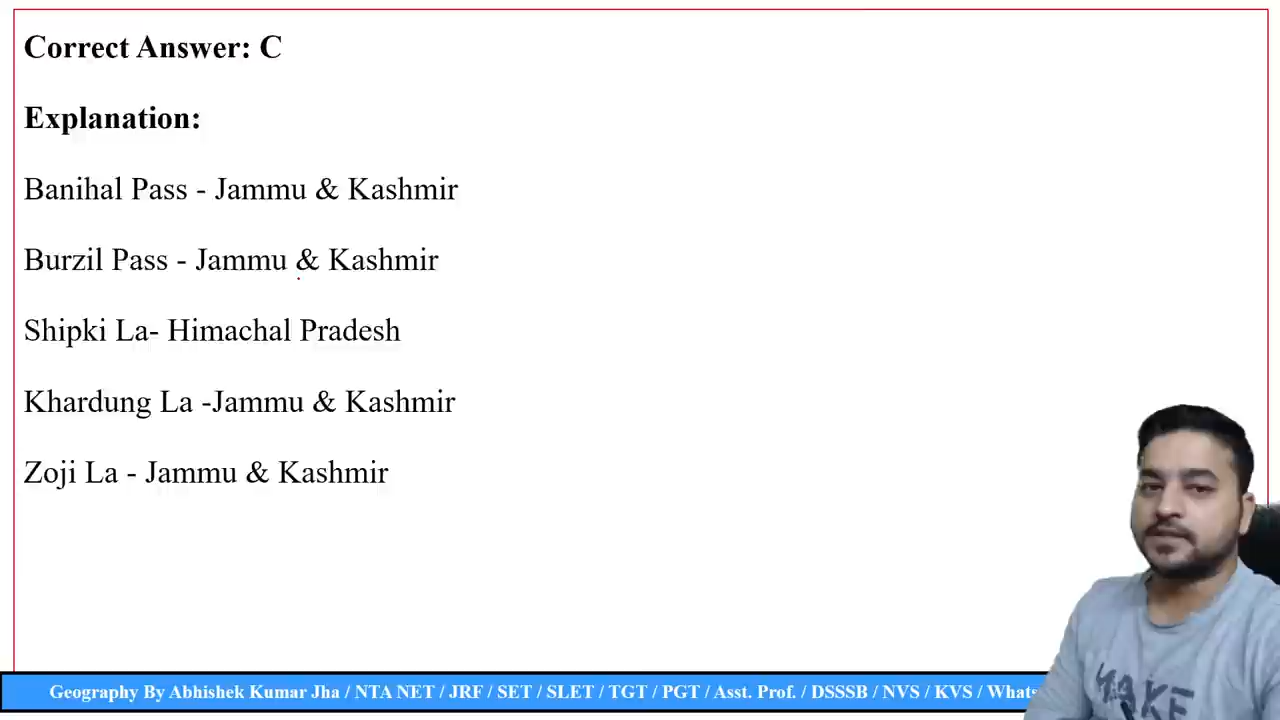 Correct Answer: C
Explanation:
Banihal Pass - Jammu & Kashmir
Burzil Pass - Jammu & Kashmir
Shipki La- Himachal Pradesh
Khardung La -Jammu & Kashmir
Zoji La - Jammu & Kashmir
Geography By Abhishek Kumar Jha / NTA NET / JRF / SET / SLET / TGT / PGT / Asst. Prof. / DSSSB / NVS / KVS / Whats
MAKE